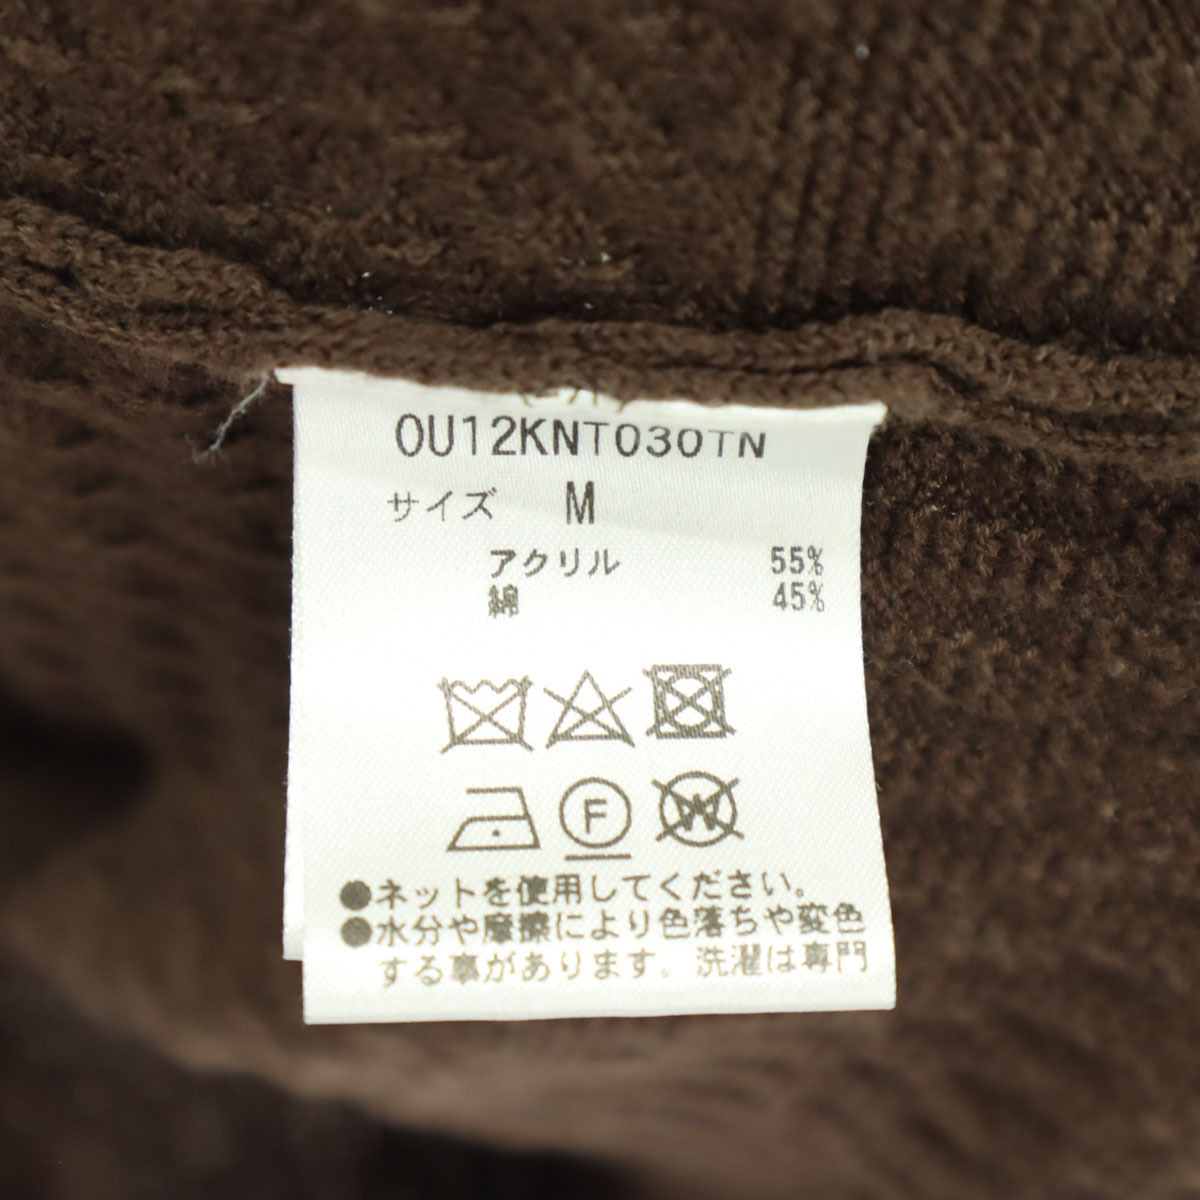 0U12KNT030TN
サイズ M
アクリル 55%
綿 45%
F
W
●ネットを使用してください。
●水分や摩擦により色落ちや変色
する事があります。洗濯は専門